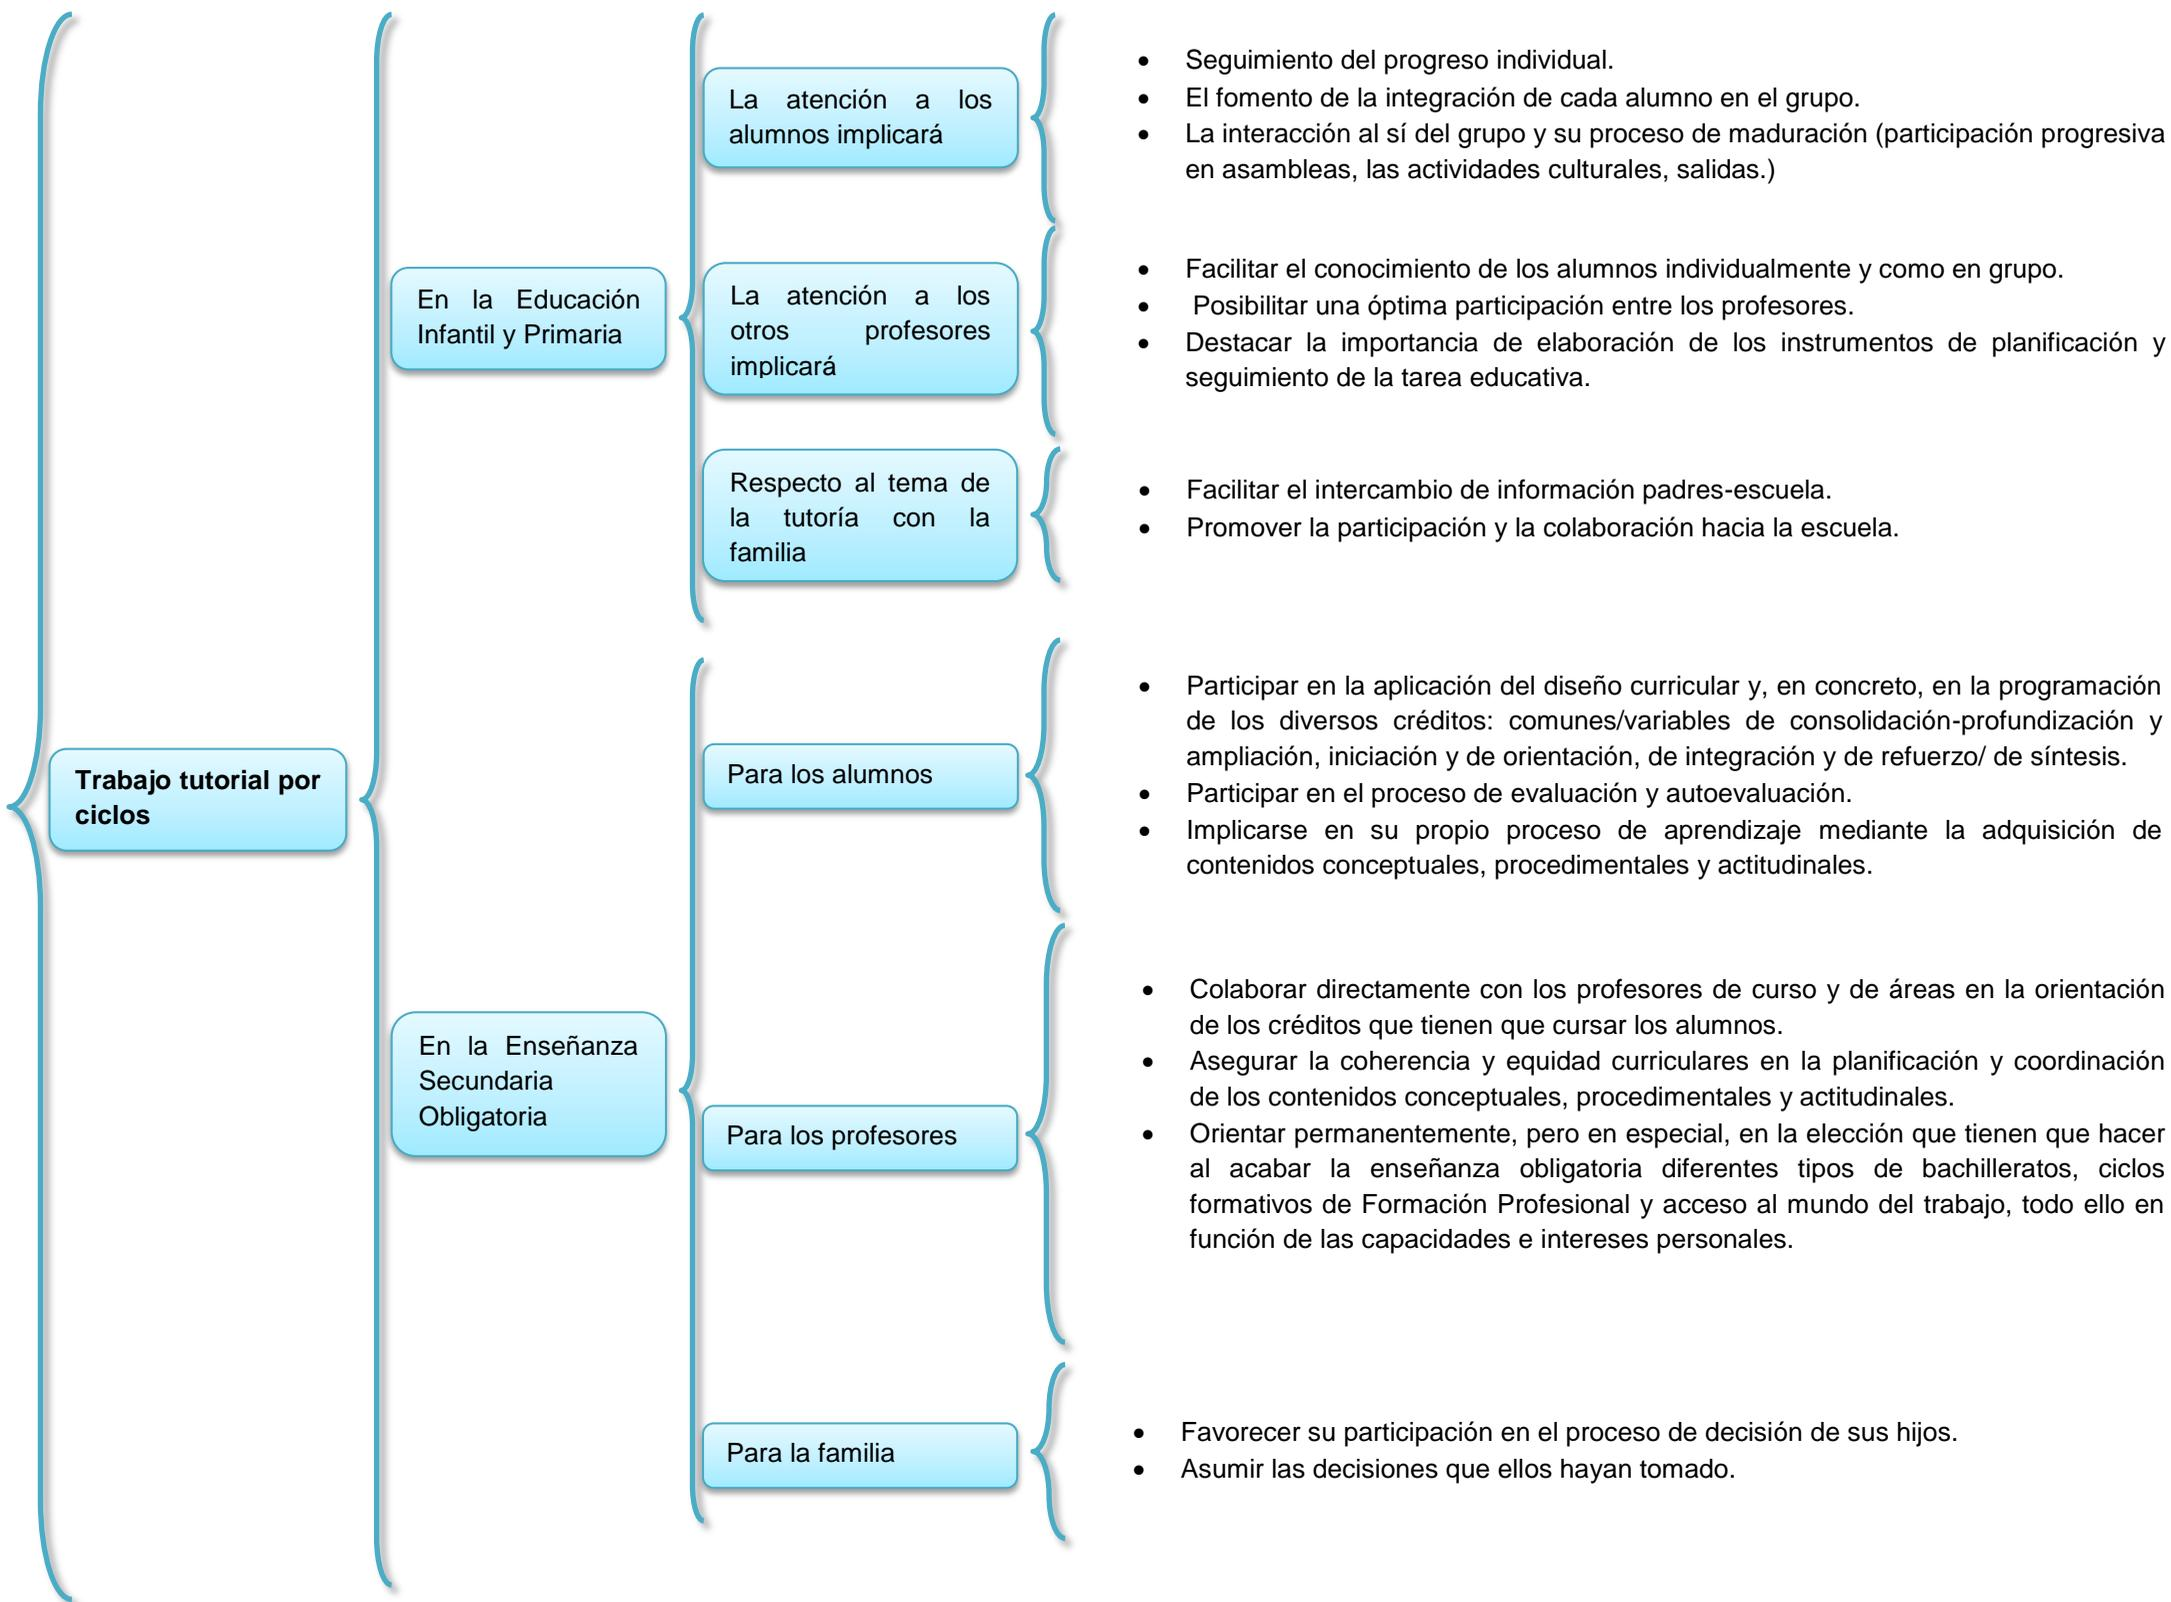 Trabajo tutorial por
ciclos
En la Educación
Infantil y Primaria
La atención a los
alumnos implicará
• Seguimiento del progreso individual.
• El fomento de la integración de cada alumno en el grupo.
• La interacción al sí del grupo y su proceso de maduración (participación progresiva
en asambleas, las actividades culturales, salidas.)
La atención a los
otros profesores
implicará
• Facilitar el conocimiento de los alumnos individualmente y como en grupo.
• Posibilitar una óptima participación entre los profesores.
• Destacar la importancia de elaboración de los instrumentos de planificación y
seguimiento de la tarea educativa.
Respecto al tema de
la tutoría con la
familia
• Facilitar el intercambio de información padres-escuela.
• Promover la participación y la colaboración hacia la escuela.
En la Enseñanza
Secundaria
Obligatoria
Para los alumnos
• Participar en la aplicación del diseño curricular y, en concreto, en la programación
de los diversos créditos: comunes/variables de consolidación-profundización y
ampliación, iniciación y de orientación, de integración y de refuerzo/ de síntesis.
• Participar en el proceso de evaluación y autoevaluación.
• Implicarse en su propio proceso de aprendizaje mediante la adquisición de
contenidos conceptuales, procedimentales y actitudinales.
Para los profesores
• Colaborar directamente con los profesores de curso y de áreas en la orientación
de los créditos que tienen que cursar los alumnos.
• Asegurar la coherencia y equidad curriculares en la planificación y coordinación
de los contenidos conceptuales, procedimentales y actitudinales.
• Orientar permanentemente, pero en especial, en la elección que tienen que hacer
al acabar la enseñanza obligatoria diferentes tipos de bachilleratos, ciclos
formativos de Formación Profesional y acceso al mundo del trabajo, todo ello en
función de las capacidades e intereses personales.
Para la familia
• Favorecer su participación en el proceso de decisión de sus hijos.
• Asumir las decisiones que ellos hayan tomado.